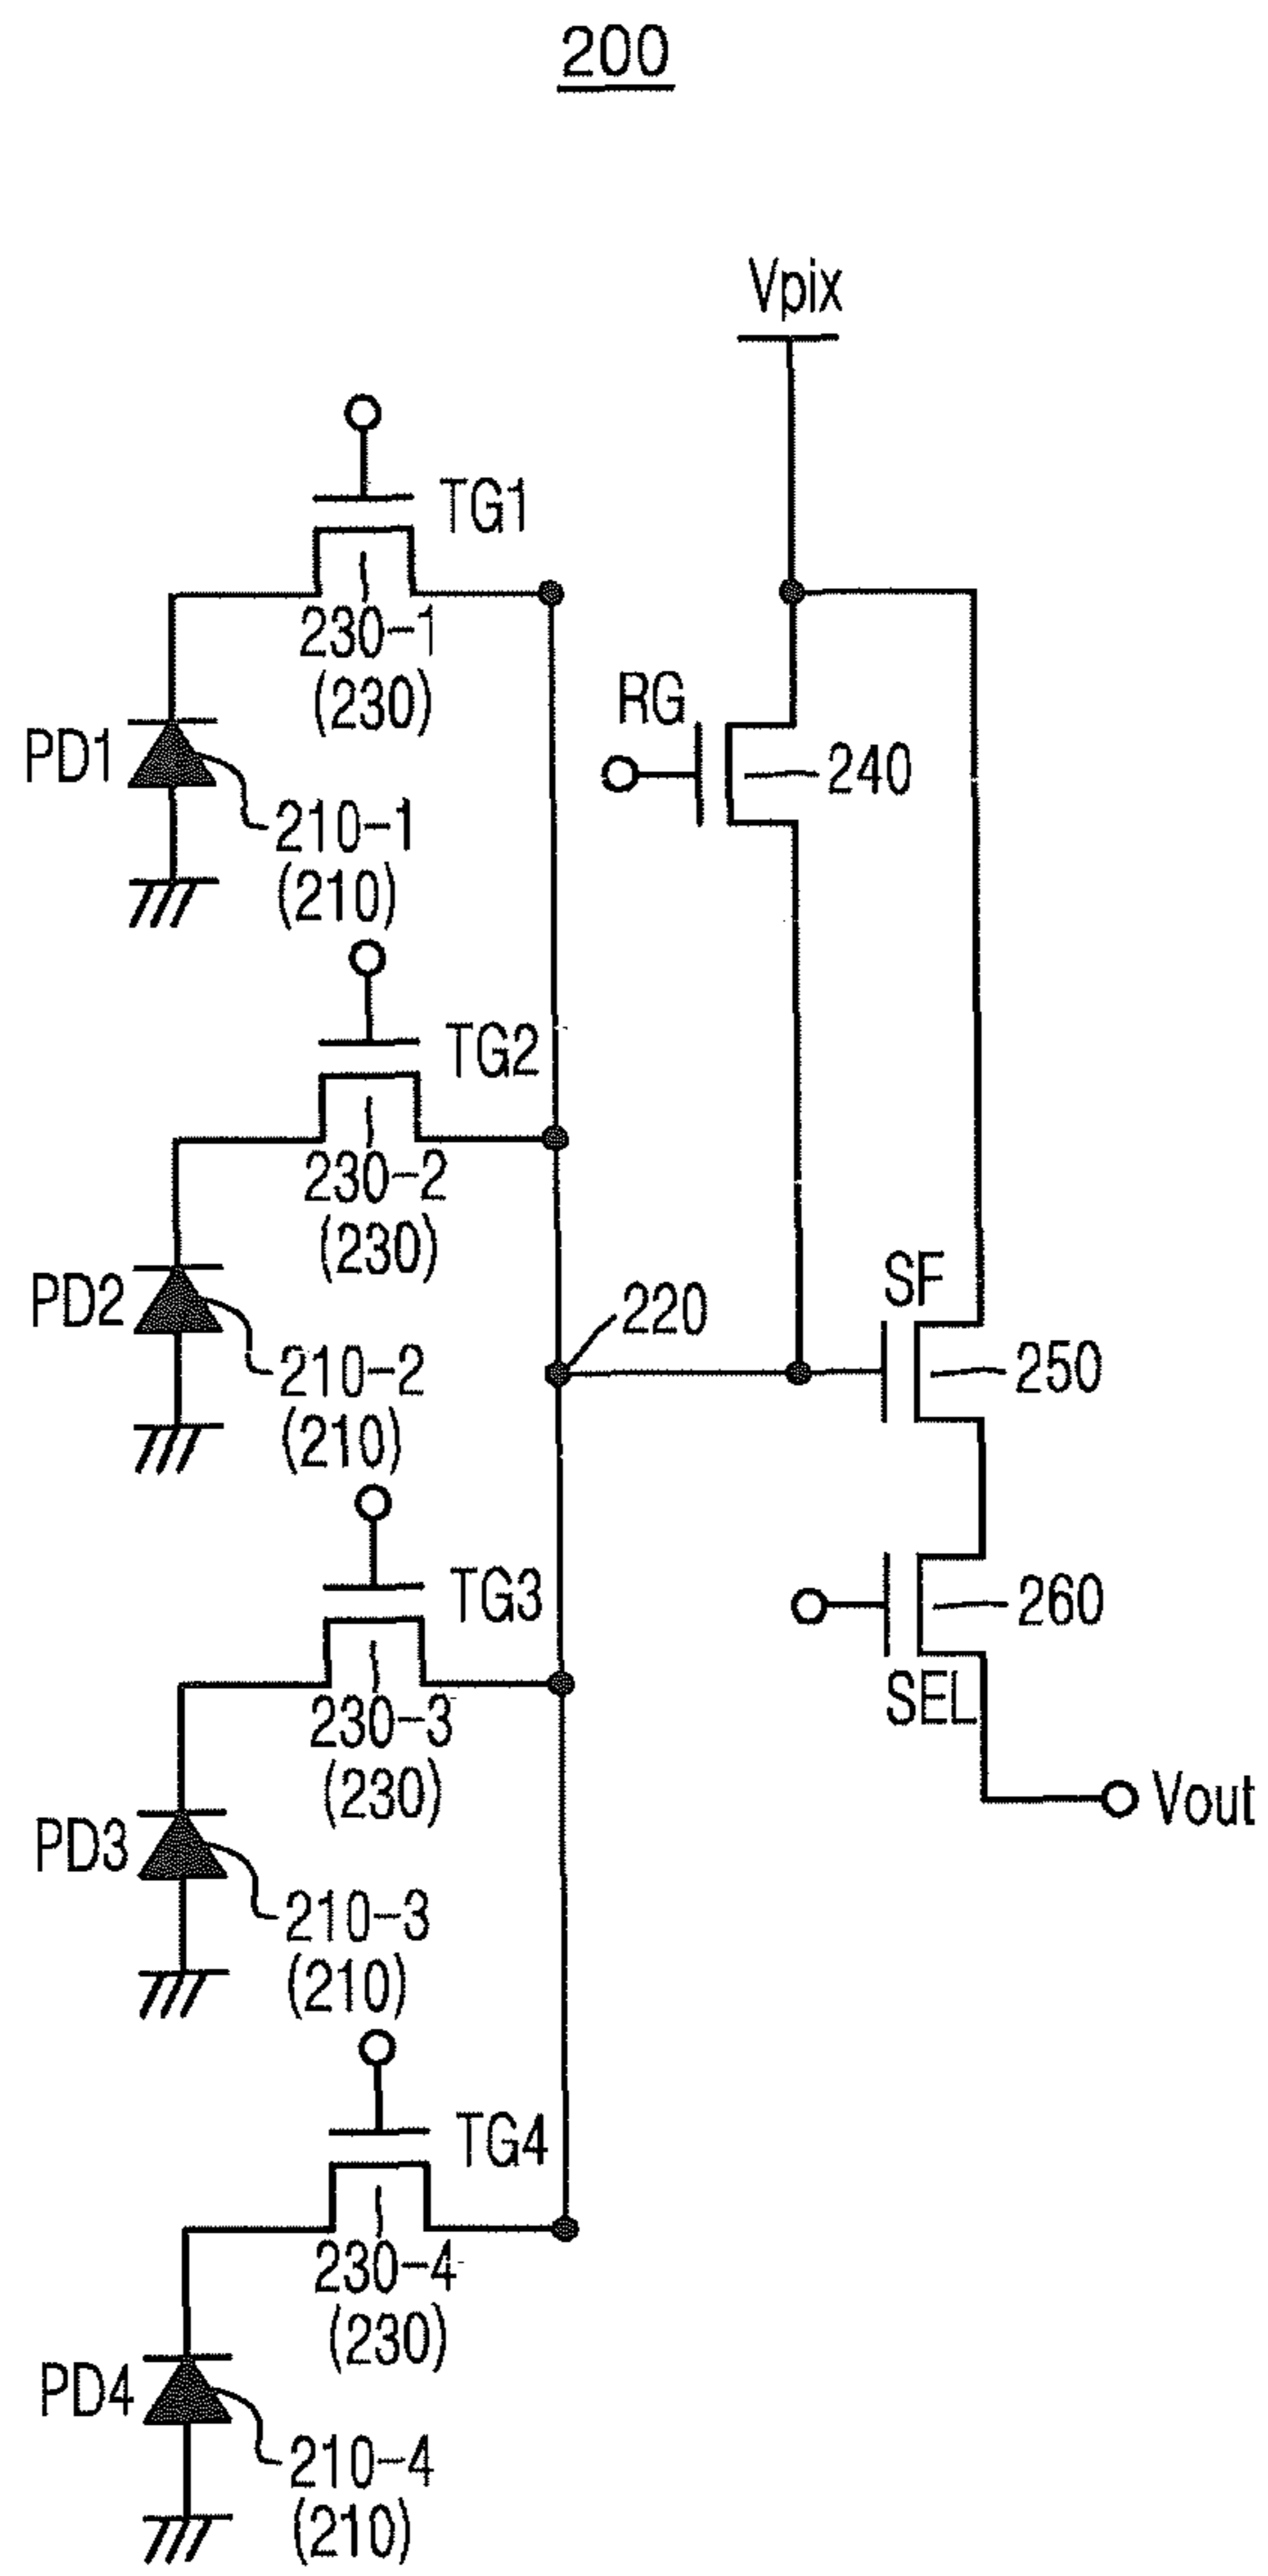 200
Vpix
TG1
230-1
(230)
RG
240
PD1
210-1
(210)
TG2
230-2
(230)
SF
PD2
220
250
210-2
(210)
TG3
260
230-3
(230)
SEL
Vout
PD3
210-3
(210)
TG4
230-4
(230)
PD4
210-4
(210)